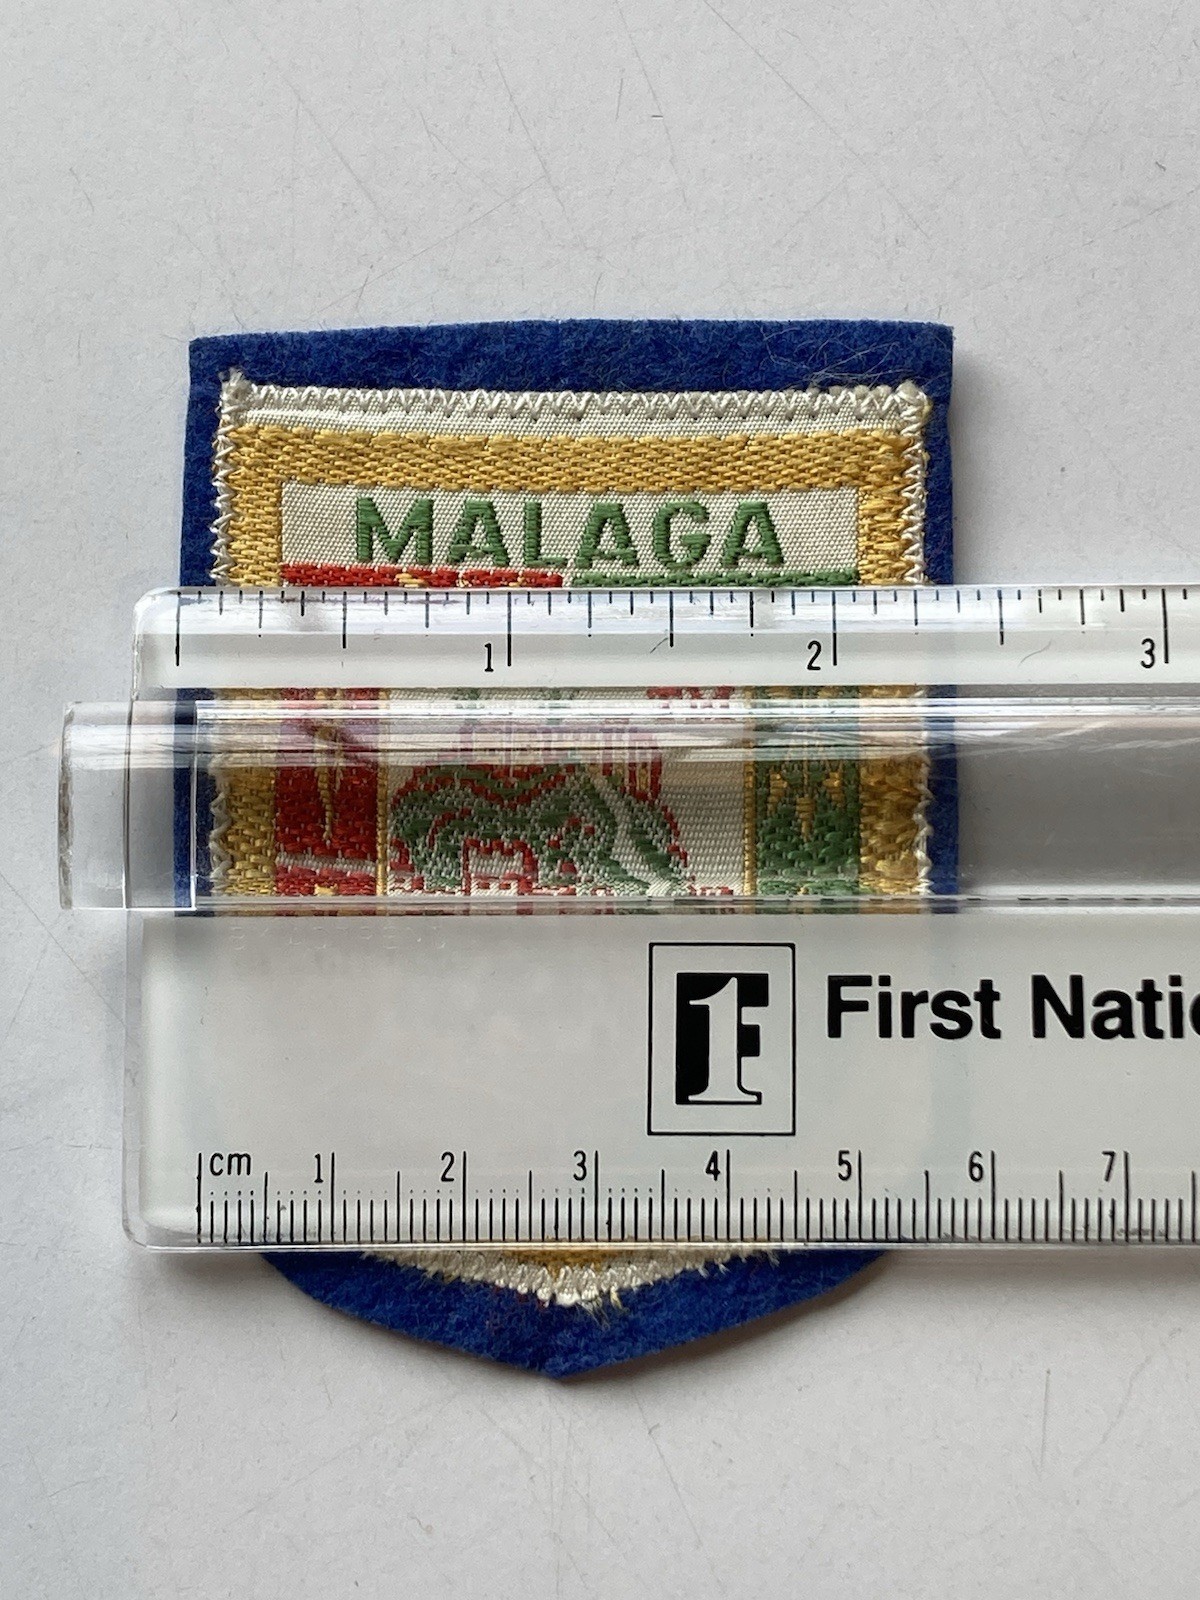 MALAGA
1 2 3
1F First Natio
cm 1 2 3 4 5 6 7